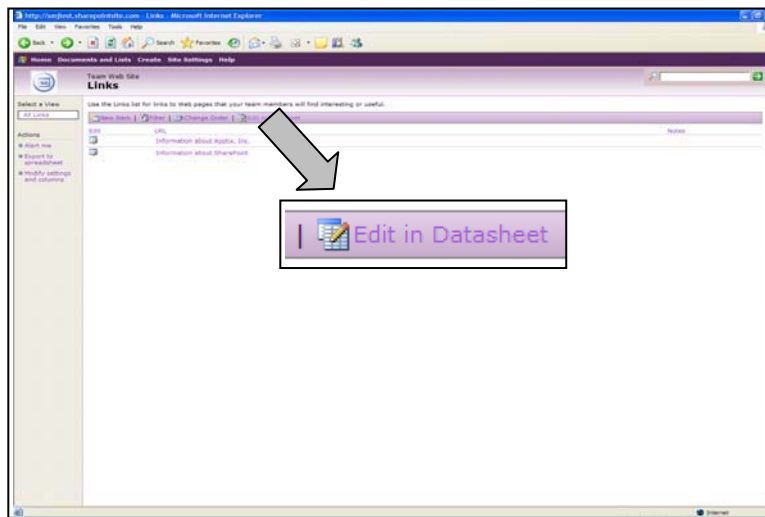 http://smjtest.sharepointsite.com - Links - Microsoft Internet Explorer
File Edit View Favorites Tools Help
Back Search Favorites
Home Documents and Lists Create Site Settings Help
Team Web Site
Links
Select a View
All Links
Actions
Alert me
Export to
spreadsheet
Modify settings
and columns
Use the Links list for links to Web pages that your team members will find interesting or useful.
New Item | Filter | Change Order | Edit in
Edit URL Notes
Information about Apptix, Inc.
Information about SharePoint
| Edit in Datasheet
Internet